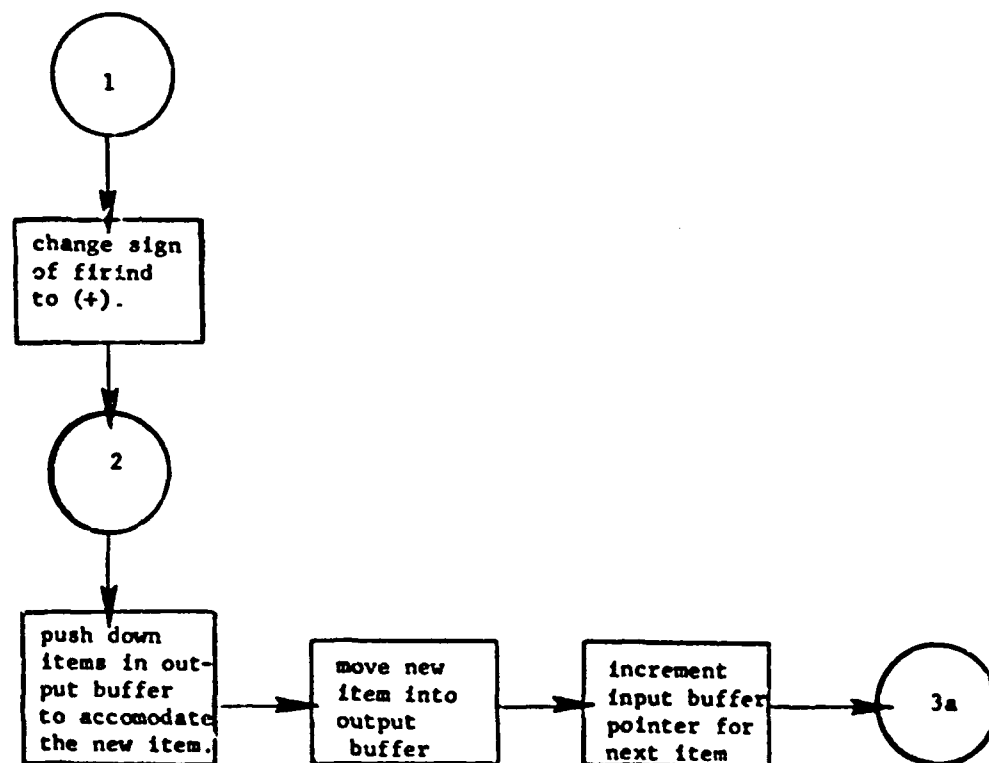 1
change sign
of firind
to (+).
2
push down
items in out-
put buffer
to accomodate
the new item.
move new
item into
output
buffer
increment
input buffer
pointer for
next item
3a